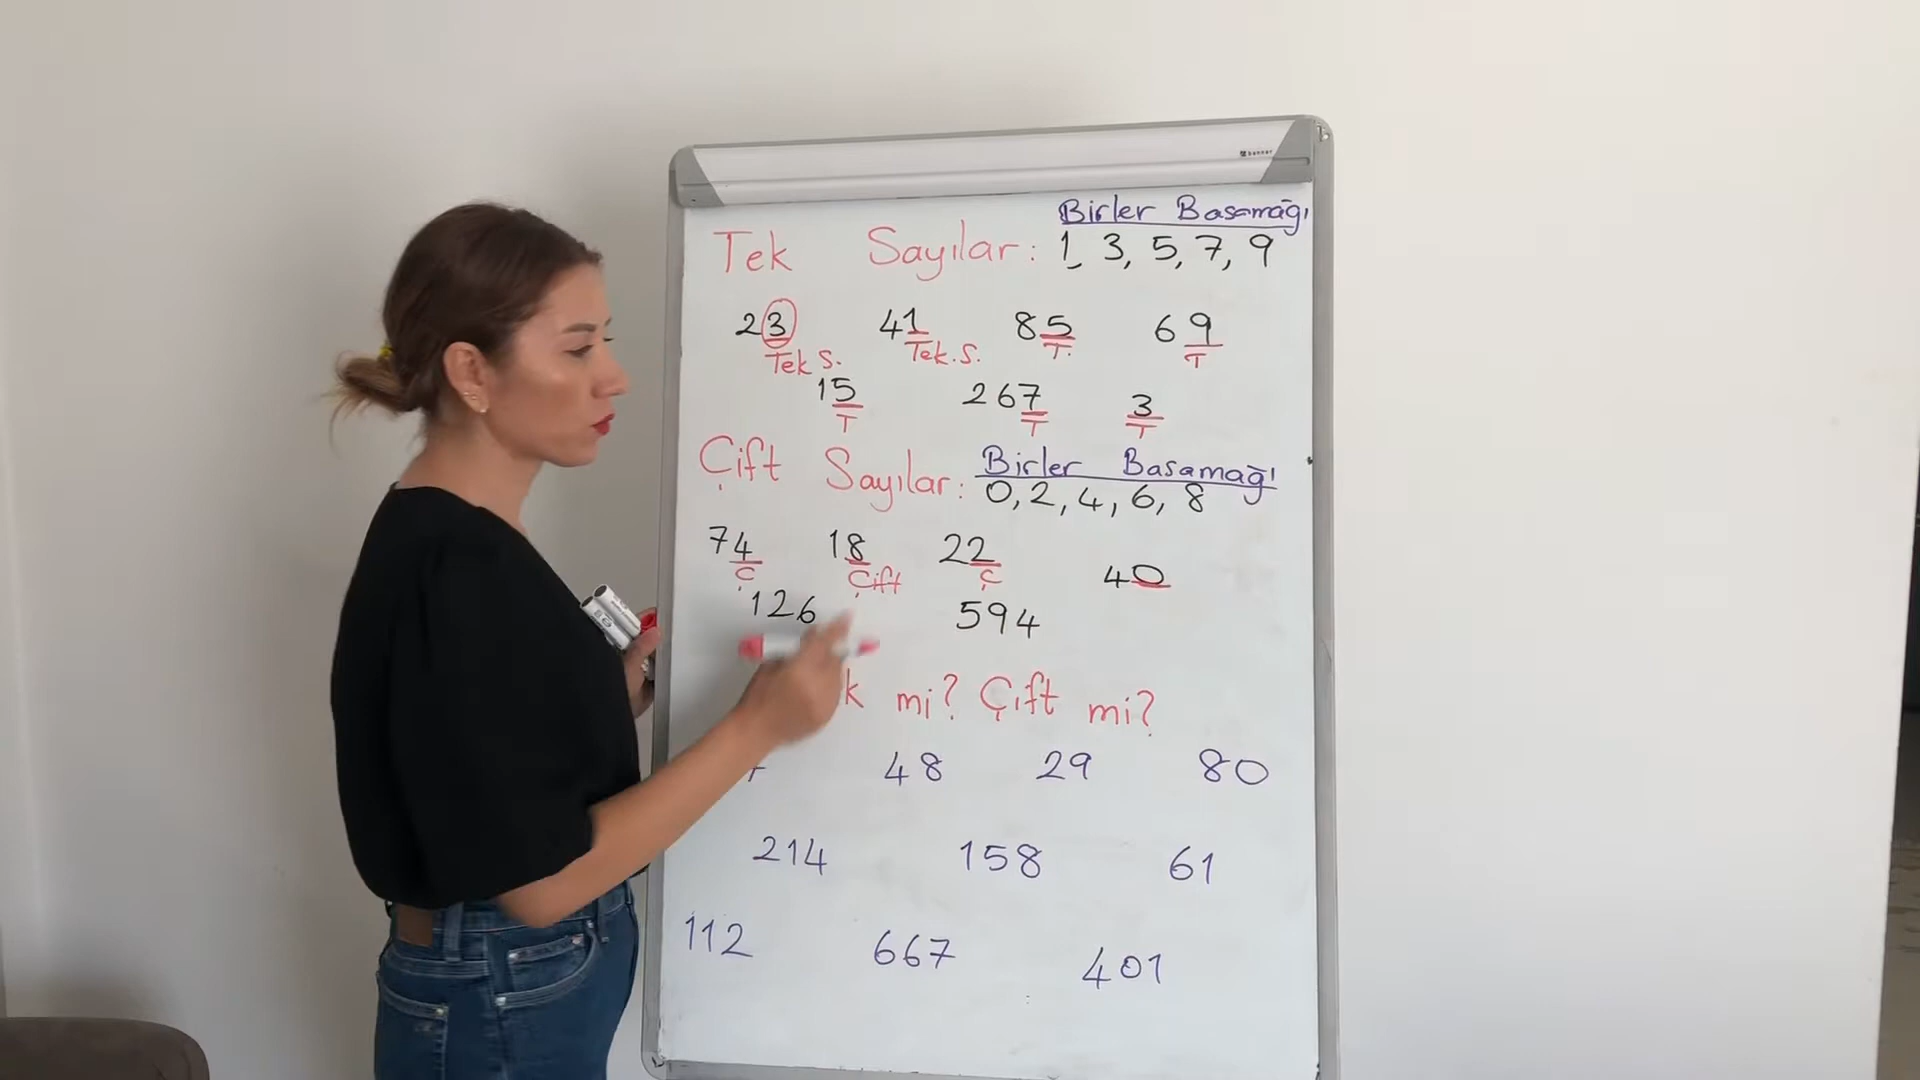 Birler Basamağı
Tek Sayılar: 1, 3, 5, 7, 9
23 41 85 69
Tek S. Tek.S. T. T
15 267 3
T T T
Birler Basamağı
Çift Sayılar: 0, 2, 4, 6, 8
74 18 22 40
Ç Çift Ç
126 594
mi? Çift mi?
48 29 80
214 158 61
112 667 401